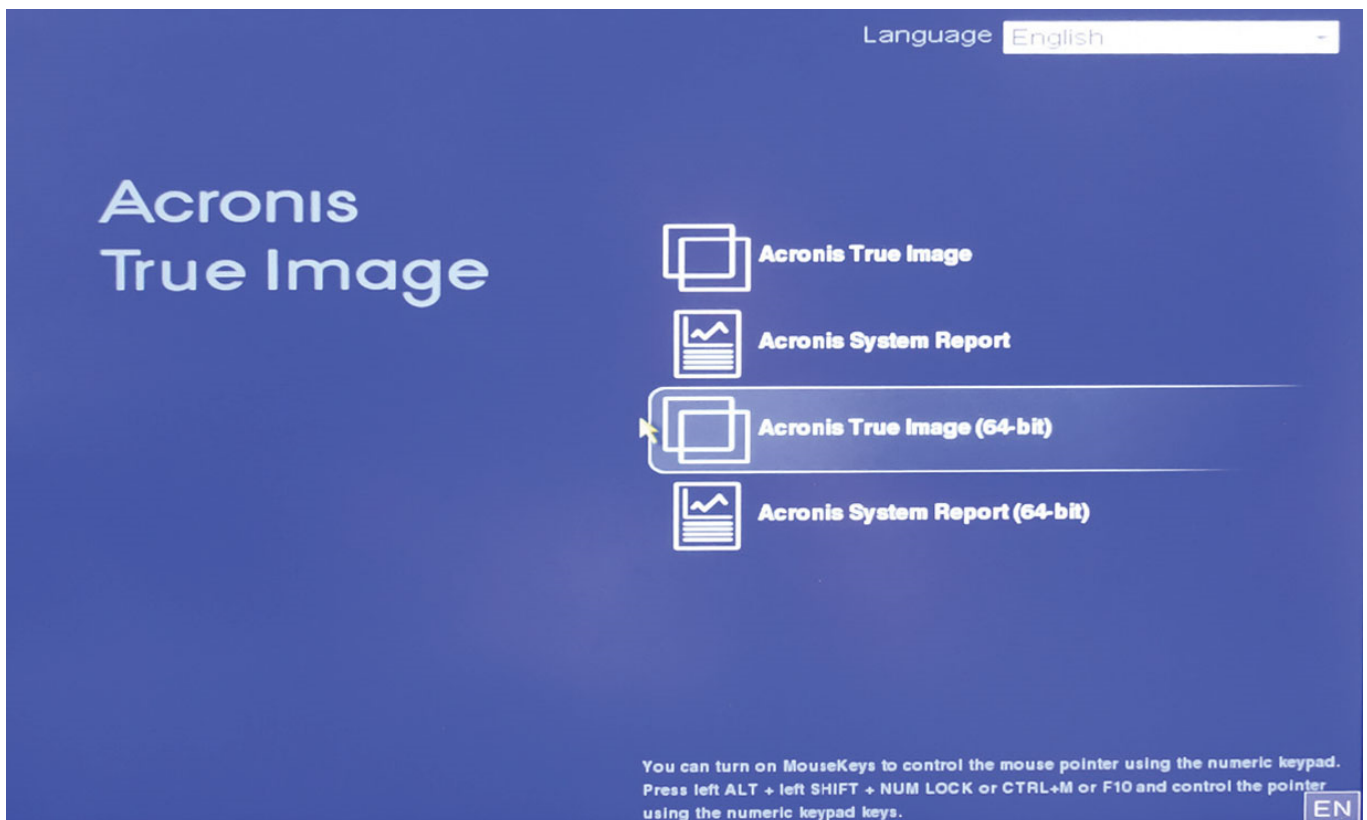 Language English
Acronis
True Image
Acronis True Image
Acronis System Report
Acronis True Image (64-bit)
Acronis System Report (64-bit)
You can turn on MouseKeys to control the mouse pointer using the numeric keypad.
Press left ALT + left SHIFT + NUM LOCK or CTRL+M or F10 and control the pointer
using the numeric keypad keys.
EN